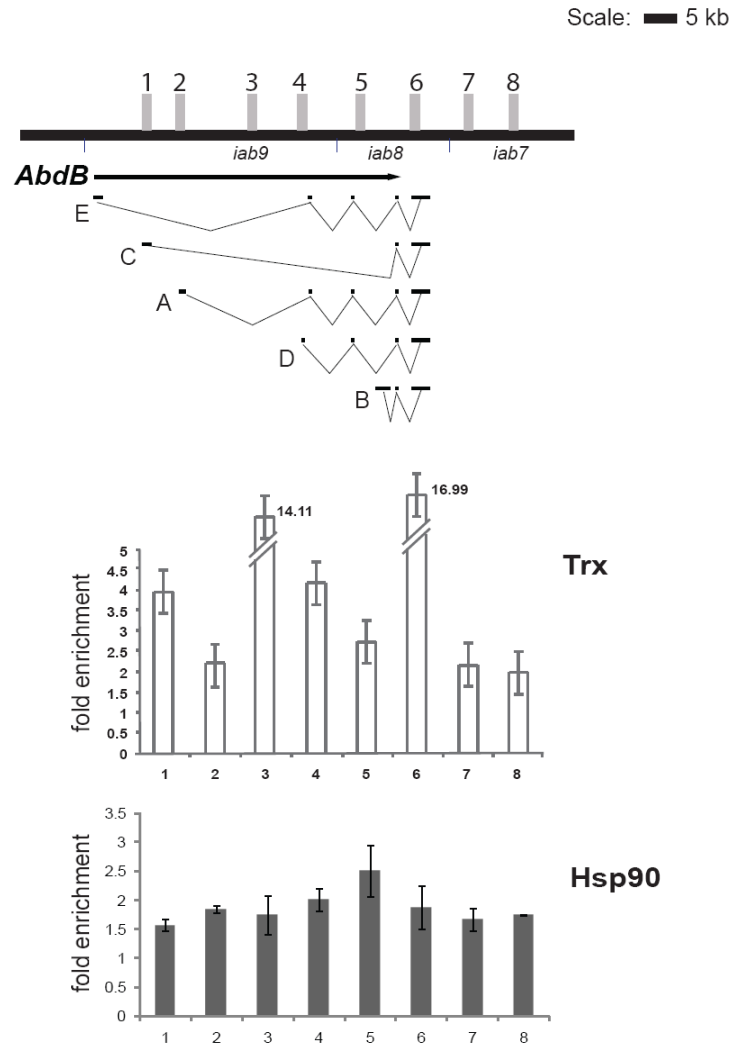 Scale: 5 kb
1 2 3 4 5 6 7 8
iab9 iab8 iab7
AbdB
E
C
A
D
B
14.11
16.99
Trx
fold enrichment
5
4.5
4
3.5
3
2.5
2
1.5
1
0.5
0
1 2 3 4 5 6 7 8
Hsp90
fold enrichment
3.5
3
2.5
2
1.5
1
0.5
0
1 2 3 4 5 6 7 8